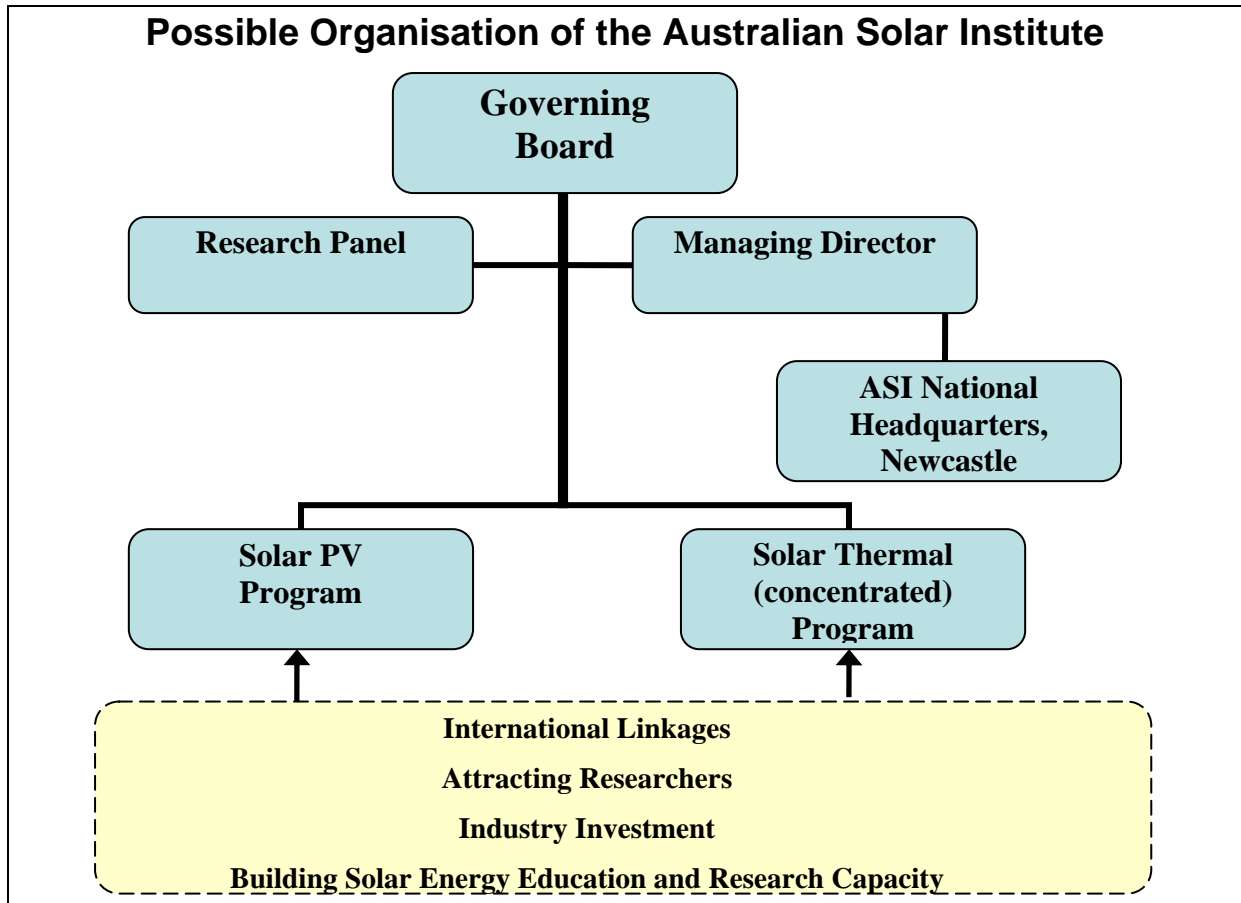 Possible Organisation of the Australian Solar Institute
Governing
Board
Research Panel
Managing Director
ASI National
Headquarters,
Newcastle
Solar PV
Program
Solar Thermal
(concentrated)
Program
International Linkages
Attracting Researchers
Industry Investment
Building Solar Energy Education and Research Capacity